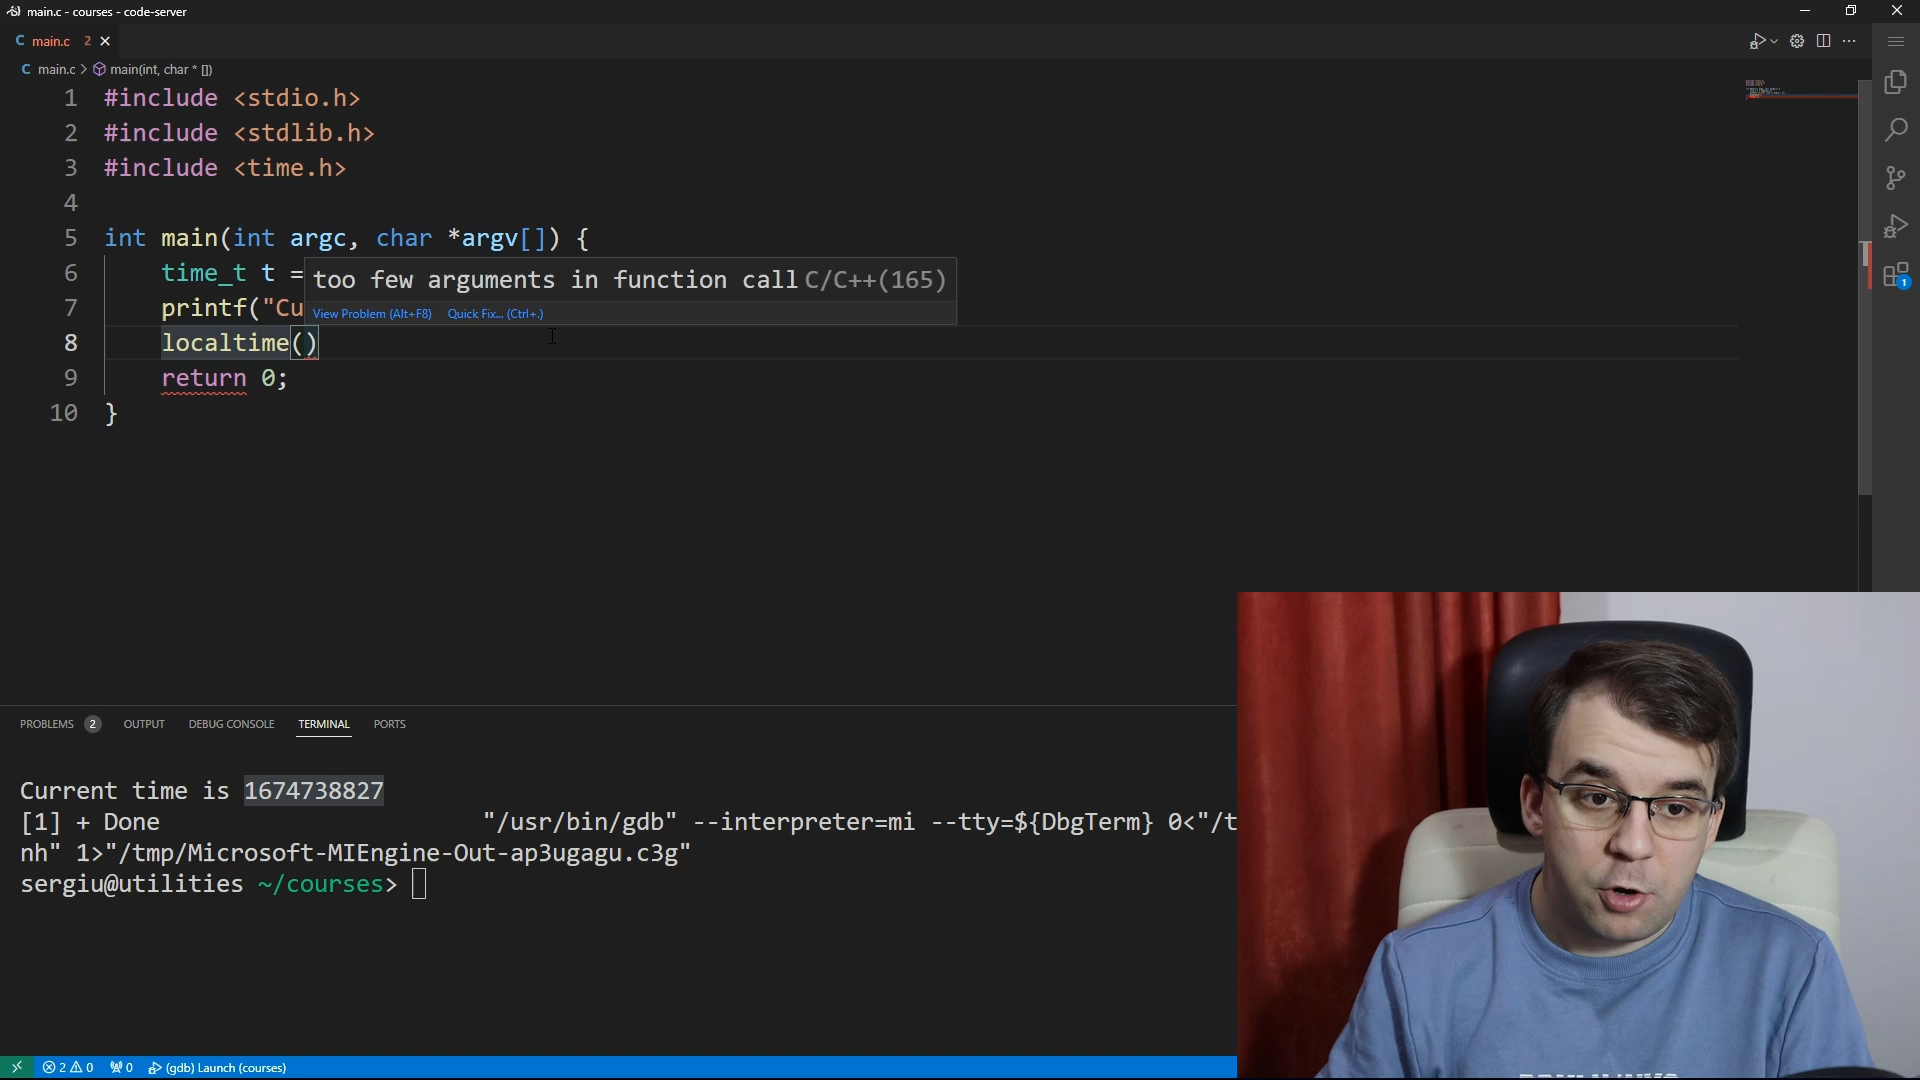 main.c - courses - code-server
C main.c 2
C main.c > main(int, char * [])
1 #include <stdio.h>
2 #include <stdlib.h>
3 #include <time.h>
4
5 int main(int argc, char *argv[]) {
6 time_t t =
too few arguments in function call C/C++(165)
7 printf("Cu
View Problem (Alt+F8) Quick Fix... (Ctrl+.)
8 localtime()
9 return 0;
10 }
1
PROBLEMS 2 OUTPUT DEBUG CONSOLE TERMINAL PORTS
Current time is 1674738827
[1] + Done "/usr/bin/gdb" --interpreter=mi --tty=${DbgTerm} 0<"/t
nh" 1>"/tmp/Microsoft-MIEngine-Out-ap3ugagu.c3g"
sergiu@utilities ~/courses>
2 0 0 (gdb) Launch (courses)